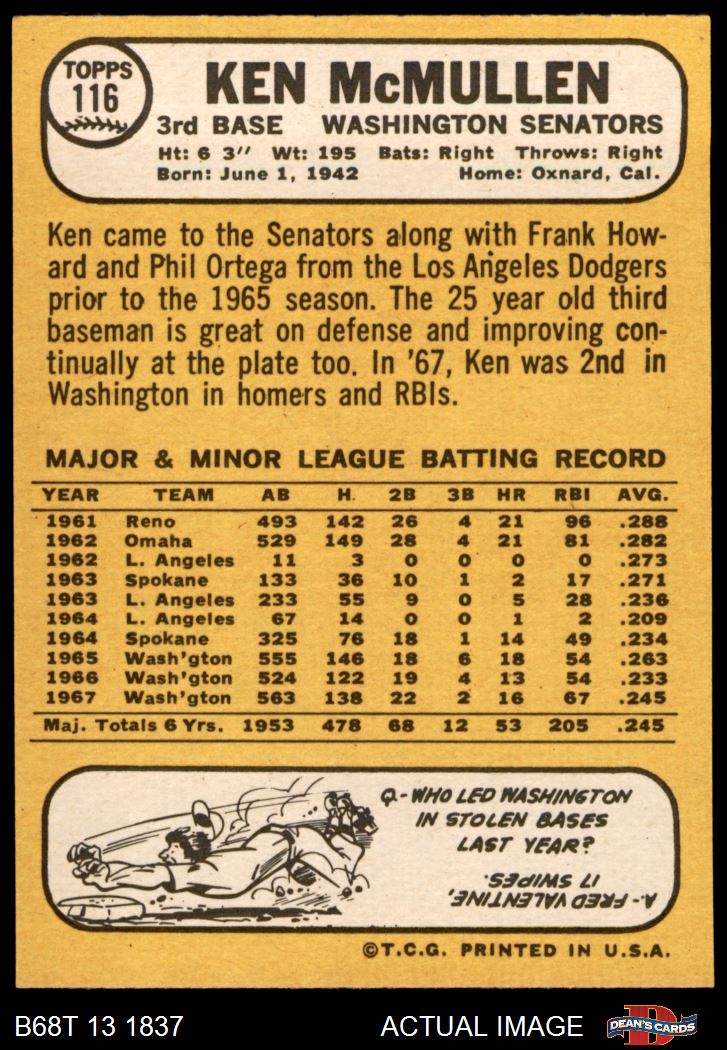 TOPPS
116
KEN McMULLEN
3rd BASE WASHINGTON SENATORS
Ht: 6 3" Wt: 195 Bats: Right Throws: Right
Born: June 1, 1942 Home: Oxnard, Cal.
Ken came to the Senators along with Frank How-
ard and Phil Ortega from the Los Angeles Dodgers
prior to the 1965 season. The 25 year old third
baseman is great on defense and improving con-
tinually at the plate too. In '67, Ken was 2nd in
Washington in homers and RBIs.
MAJOR & MINOR LEAGUE BATTING RECORD
YEAR TEAM AB H. 2B 3B HR RBI AVG.
1961 Reno 493 142 26 4 21 96 .288
1962 Omaha 529 149 28 4 21 81 .282
1962 L. Angeles 11 3 0 0 0 0 .273
1963 Spokane 133 36 10 1 2 17 .271
1963 L. Angeles 233 55 9 0 5 28 .236
1964 L. Angeles 67 14 0 0 1 2 .209
1964 Spokane 325 76 18 1 14 49 .234
1965 Wash'gton 555 146 18 6 18 54 .263
1966 Wash'gton 524 122 19 4 13 54 .233
1967 Wash'gton 563 138 22 2 16 67 .245
Maj. Totals 6 Yrs. 1953 478 68 12 53 205 .245
Q-WHO LED WASHINGTON
IN STOLEN BASES
LAST YEAR?
A-FRED VALENTINE,
17 SWIPES.
©T.C.G. PRINTED IN U.S.A.
B68T 13 1837 ACTUAL IMAGE
D
DEAN'S CARDS